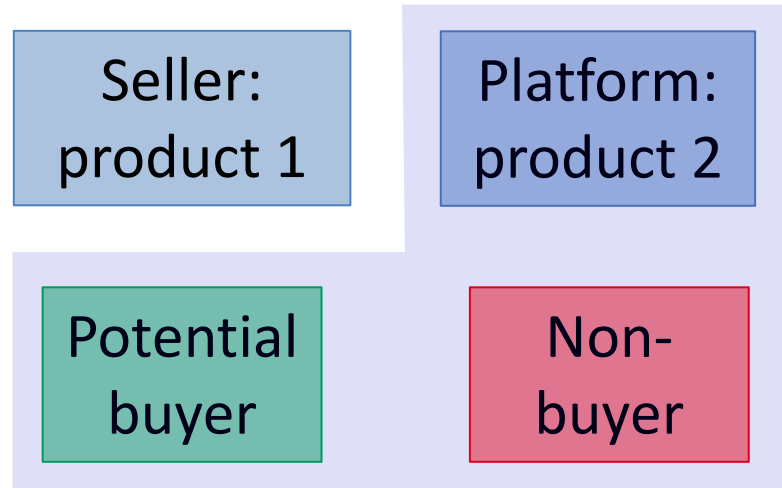 Seller:
product 1
Platform:
product 2
Potential
buyer
Non-
buyer